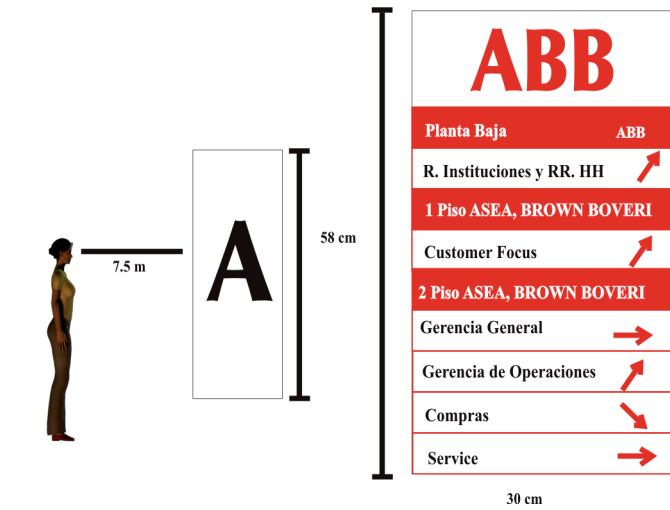 7.5 m
A
58 cm
ABB
Planta Baja ABB
R. Instituciones y RR. HH
1 Piso ASEA, BROWN BOVERI
Customer Focus
2 Piso ASEA, BROWN BOVERI
Gerencia General
Gerencia de Operaciones
Compras
Service
30 cm